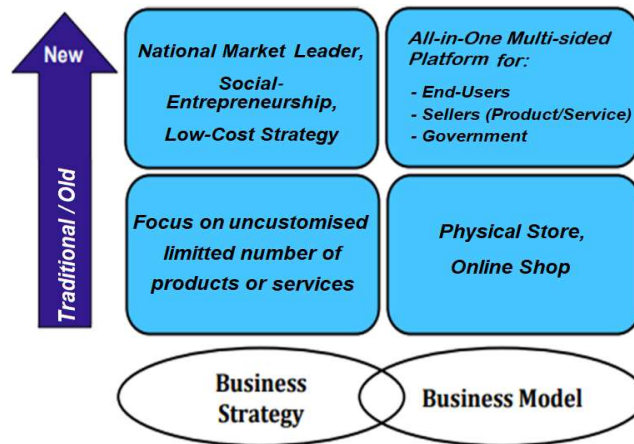 New
Traditional / Old
National Market Leader,
Social-
Entrepreneurship,
Low-Cost Strategy
All-in-One Multi-sided
Platform for:
- End-Users
- Sellers (Product/Service)
- Government
Focus on uncustomised
limitted number of
products or services
Physical Store,
Online Shop
Business
Strategy
Business Model